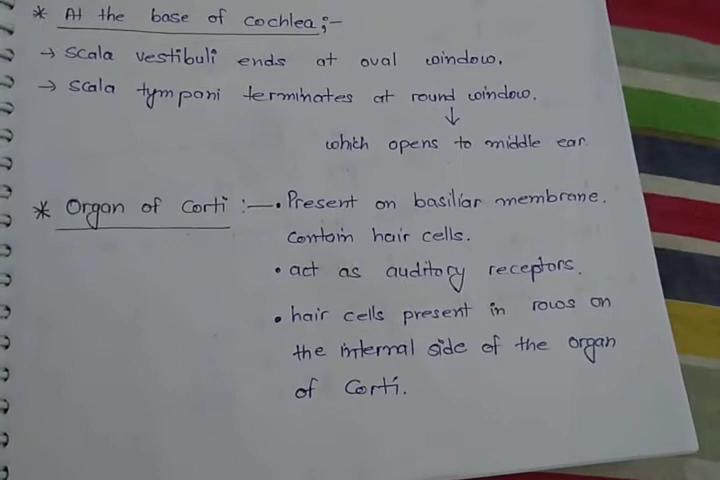 * At the base of cochlea;-
→ Scala vestibuli ends at oval window.
→ Scala tympani terminates at round window.
↓
which opens to middle ear
* Organ of Corti :— • Present on basiliar membrane.
contain hair cells.
• act as auditory receptors.
• hair cells present in rows on
the internal side of the organ
of Corti.